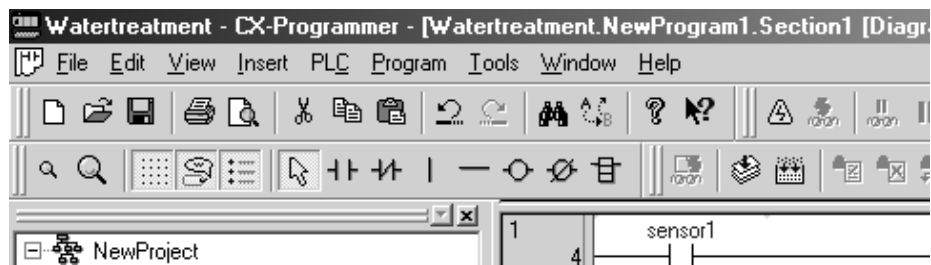 Watertreatment - CX-Programmer - [Watertreatment.NewProgram1.Section1 [Diagra
File Edit View Insert PLC Program Tools Window Help
1 sensor1
NewProject 4